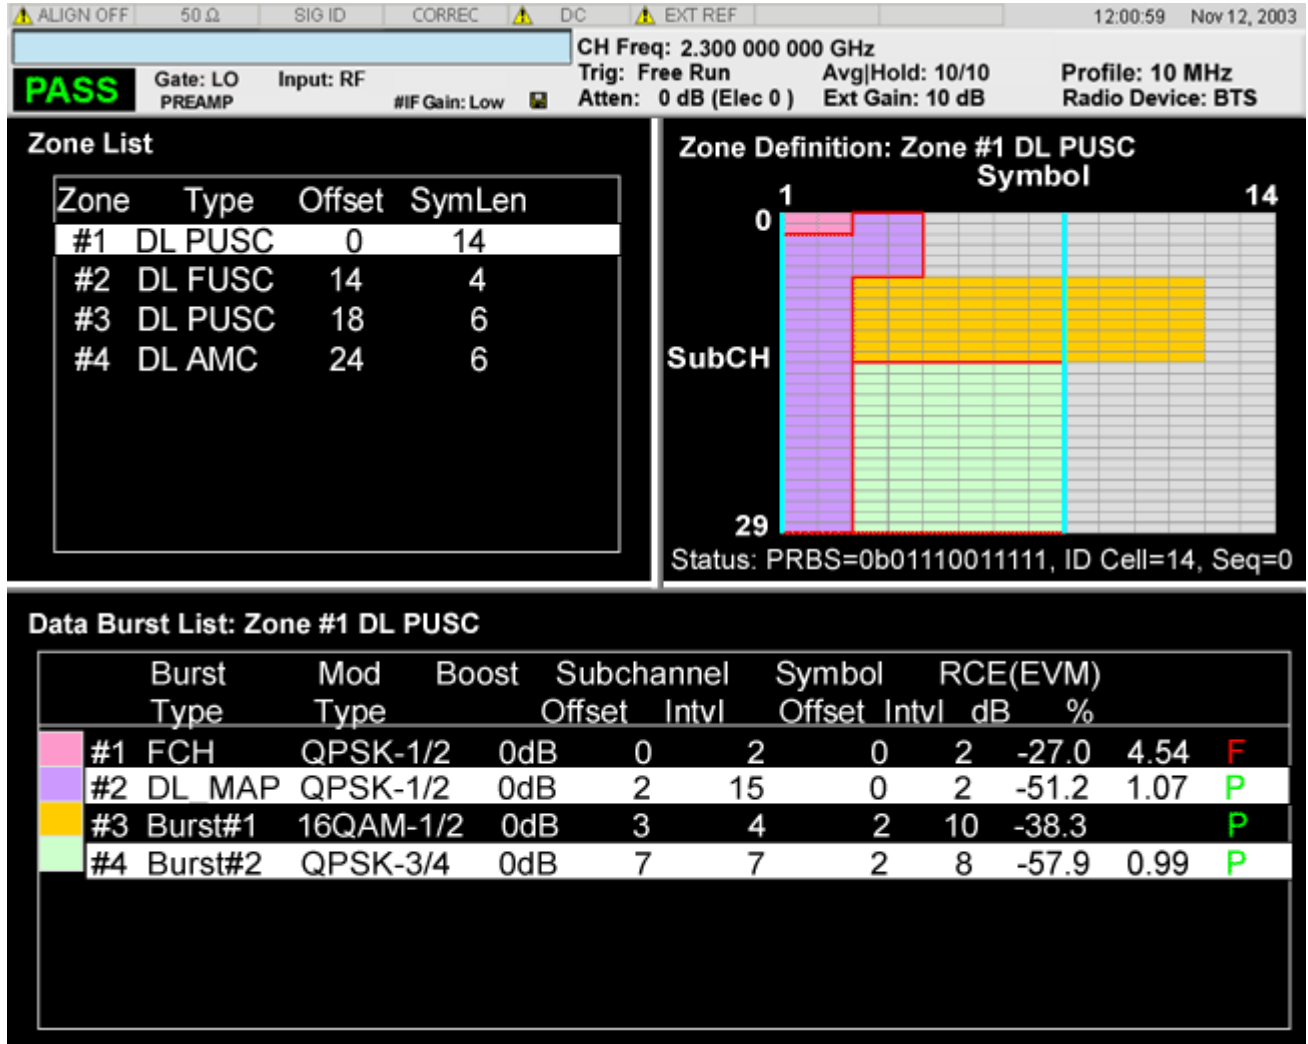 ALIGN OFF 50 Ω SIG ID CORREC DC EXT REF 12:00:59 Nov 12, 2003
CH Freq: 2.300 000 000 GHz
PASS Gate: LO Input: RF Trig: Free Run Avg|Hold: 10/10 Profile: 10 MHz
PREAMP #IF Gain: Low Atten: 0 dB (Elec 0 ) Ext Gain: 10 dB Radio Device: BTS
Zone List
Zone Type Offset SymLen
#1 DL PUSC 0 14
#2 DL FUSC 14 4
#3 DL PUSC 18 6
#4 DL AMC 24 6
Zone Definition: Zone #1 DL PUSC
Symbol
1 14
0
SubCH
29
Status: PRBS=0b01110011111, ID Cell=14, Seq=0
Data Burst List: Zone #1 DL PUSC
Burst Mod Boost Subchannel Symbol RCE(EVM)
Type Type Offset Intvl Offset Intvl dB %
#1 FCH QPSK-1/2 0dB 0 2 0 2 -27.0 4.54 F
#2 DL_MAP QPSK-1/2 0dB 2 15 0 2 -51.2 1.07 P
#3 Burst#1 16QAM-1/2 0dB 3 4 2 10 -38.3 P
#4 Burst#2 QPSK-3/4 0dB 7 7 2 8 -57.9 0.99 P